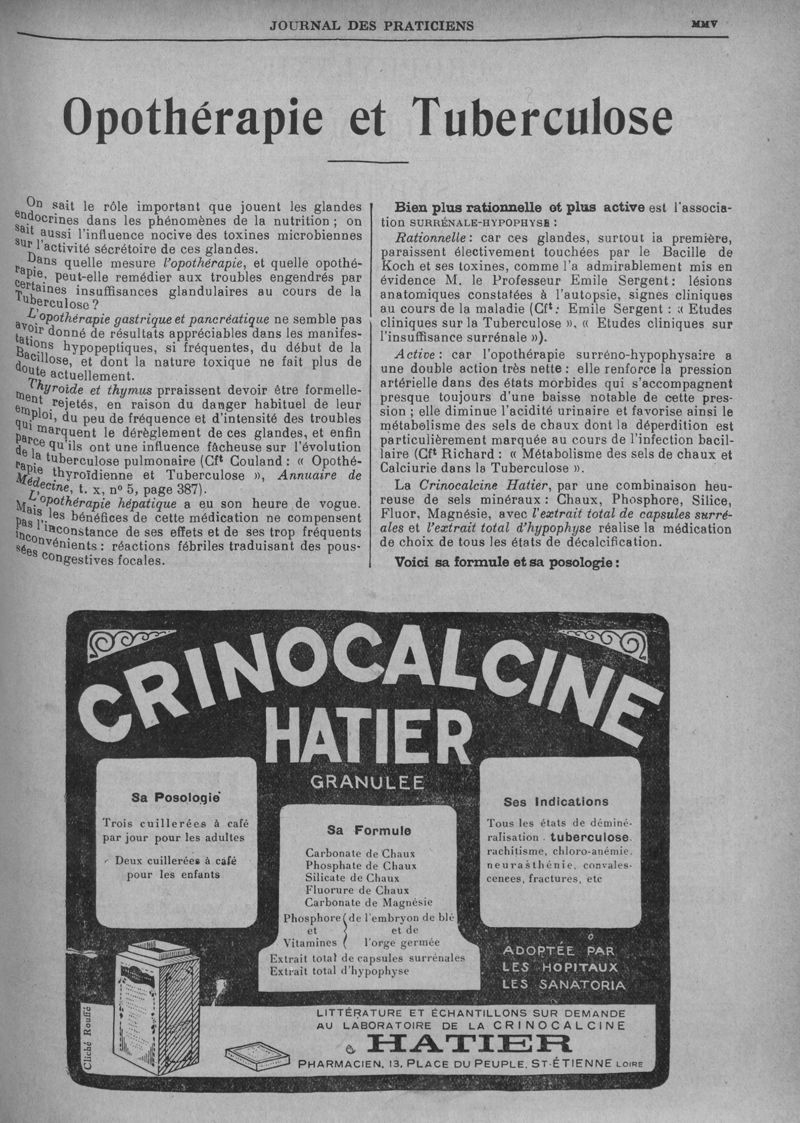 JOURNAL DES PRATICIENS
MMV
Opothérapie et Tuberculose
On sait le rôle important que jouent les glandes
endocrines dans les phénomènes de la nutrition ; on
sait aussi l'influence nocive des toxines microbiennes
sur l'activité sécrétoire de ces glandes.
Dans quelle mesure l'opothérapie, et quelle opothé-
rapie, peut-elle remédier aux troubles engendrés par
certaines insuffisances glandulaires au cours de la
Tuberculose ?
L'opothérapie gastrique et pancréatique ne semble pas
avoir donné de résultats appréciables dans les manifes-
tations hypopeptiques, si fréquentes, du début de la
Bacillose, et dont la nature toxique ne fait plus de
doute actuellement.
Thyroïde et thymus prraissent devoir être formelle-
ment rejetés, en raison du danger habituel de leur
emploi, du peu de fréquence et d'intensité des troubles
qui marquent le dérèglement de ces glandes, et enfin
parce qu'ils ont une influence fâcheuse sur l'évolution
de la tuberculose pulmonaire (Cft Couland : « Opothé-
rapie thyroïdienne et Tuberculose », Annuaire de
Médecine, t. x, n° 5, page 387).
L'opothérapie hépatique a eu son heure de vogue.
Mais les bénéfices de cette médication ne compensent
pas l'inconstance de ses effets et de ses trop fréquents
inconvénients : réactions fébriles traduisant des pous-
sées congestives focales.
Bien plus rationnelle et plus active est l'associa-
tion SURRÉNALE-HYPOPHYSE :
Rationnelle : car ces glandes, surtout la première,
paraissent électivement touchées par le Bacille de
Koch et ses toxines, comme l'a admirablement mis en
évidence M. le Professeur Emile Sergent : lésions
anatomiques constatées à l'autopsie, signes cliniques
au cours de la maladie (Cft : Emile Sergent : « Etudes
cliniques sur la Tuberculose », « Etudes cliniques sur
l'insuffisance surrénale »).
Active : car l'opothérapie surréno-hypophysaire a
une double action très nette : elle renforce la pression
artérielle dans des états morbides qui s'accompagnent
presque toujours d'une baisse notable de cette pres-
sion ; elle diminue l'acidité urinaire et favorise ainsi le
métabolisme des sels de chaux dont la déperdition est
particulièrement marquée au cours de l'infection bacil-
laire (Cft Richard : « Métabolisme des sels de chaux et
Calciurie dans la Tuberculose ».
La Crinocalcine Hatier, par une combinaison heu-
reuse de sels minéraux : Chaux, Phosphore, Silice,
Fluor, Magnésie, avec l'extrait total de capsules surré-
ales et l'extrait total d'hypophyse réalise la médication
de choix de tous les états de décalcification.
Voici sa formule et sa posologie :
CRINOCALCINE
HATIER
GRANULEE
Sa Posologie
Trois cuillerées à café
par jour pour les adultes
Deux cuillerées à café
pour les enfants
Sa Formule
Carbonate de Chaux
Phosphate de Chaux
Silicate de Chaux
Fluorure de Chaux
Carbonate de Magnésie
Phosphore ( de l'embryon de blé
et } et de
Vitamines ( l'orge germée
Extrait total de capsules surrénales
Extrait total d'hypophyse
Ses Indications
Tous les états de déminé-
ralisation . tuberculose.
rachitisme, chloro-anémie,
neurasthénie, convales-
cences, fractures, etc
ADOPTÉE PAR
LES HOPITAUX
LES SANATORIA
Cliché Rouffé
LITTÉRATURE ET ÉCHANTILLONS SUR DEMANDE
AU LABORATOIRE DE LA CRINOCALCINE
HATIER
PHARMACIEN, 13, PLACE DU PEUPLE, ST-ÉTIENNE LOIRE